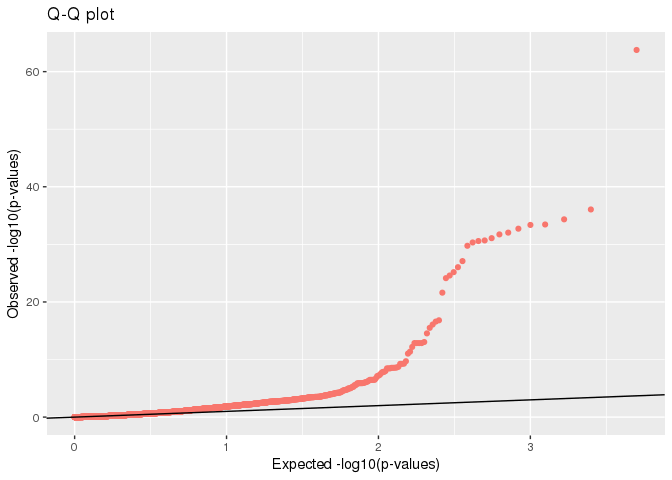 Q-Q plot
Observed -log10(p-values)
60
40
20
0
0 1 2 3
Expected -log10(p-values)